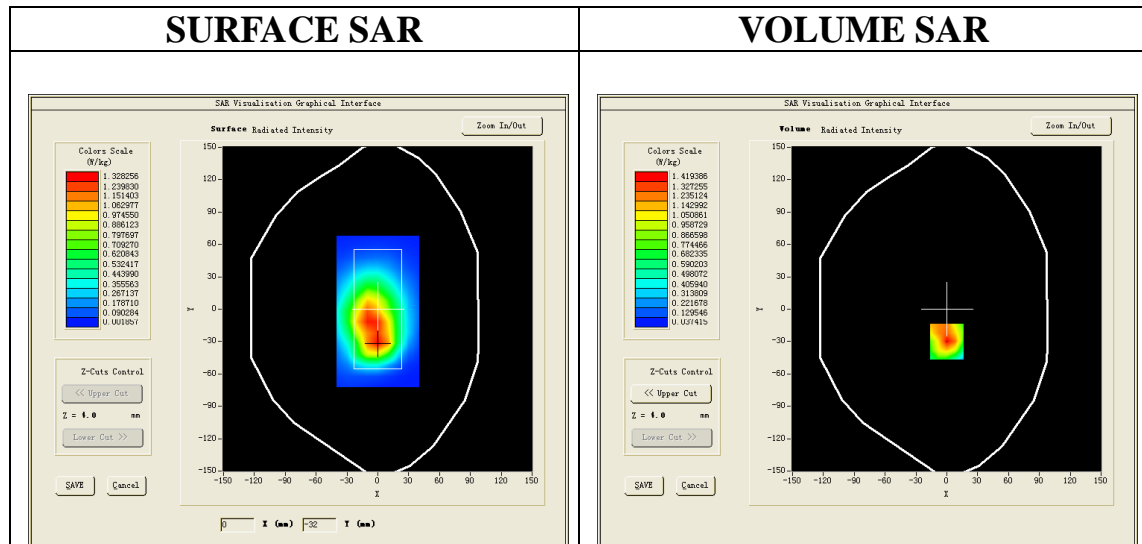 SURFACE SAR
VOLUME SAR
SAR Visualisation Graphical Interface
Surface Radiated Intensity
Zoom In/Out
Colors Scale
(W/kg)
1.328256
1.239830
1.151403
1.062977
0.974550
0.886123
0.797697
0.709270
0.620843
0.532417
0.443990
0.355563
0.267137
0.178710
0.090284
0.001857
150
120
90
60
30
0
-30
-60
-90
-120
-150
Y
-150 -120 -90 -60 -30 0 30 60 90 120 150
X
Z-Cuts Control
<< Upper Cut
Z = 4.0 mm
Lower Cut >>
SAVE Cancel
0 X (mm) -32 Y (mm)
SAR Visualisation Graphical Interface
Volume Radiated Intensity
Zoom In/Out
Colors Scale
(W/kg)
1.419386
1.327255
1.235124
1.142992
1.050861
0.958729
0.866598
0.774466
0.682335
0.590203
0.498072
0.405940
0.313809
0.221678
0.129546
0.037415
150
120
90
60
30
0
-30
-60
-90
-120
-150
Y
-150 -120 -90 -60 -30 0 30 60 90 120 150
X
Z-Cuts Control
<< Upper Cut
Z = 4.0 mm
Lower Cut >>
SAVE Cancel